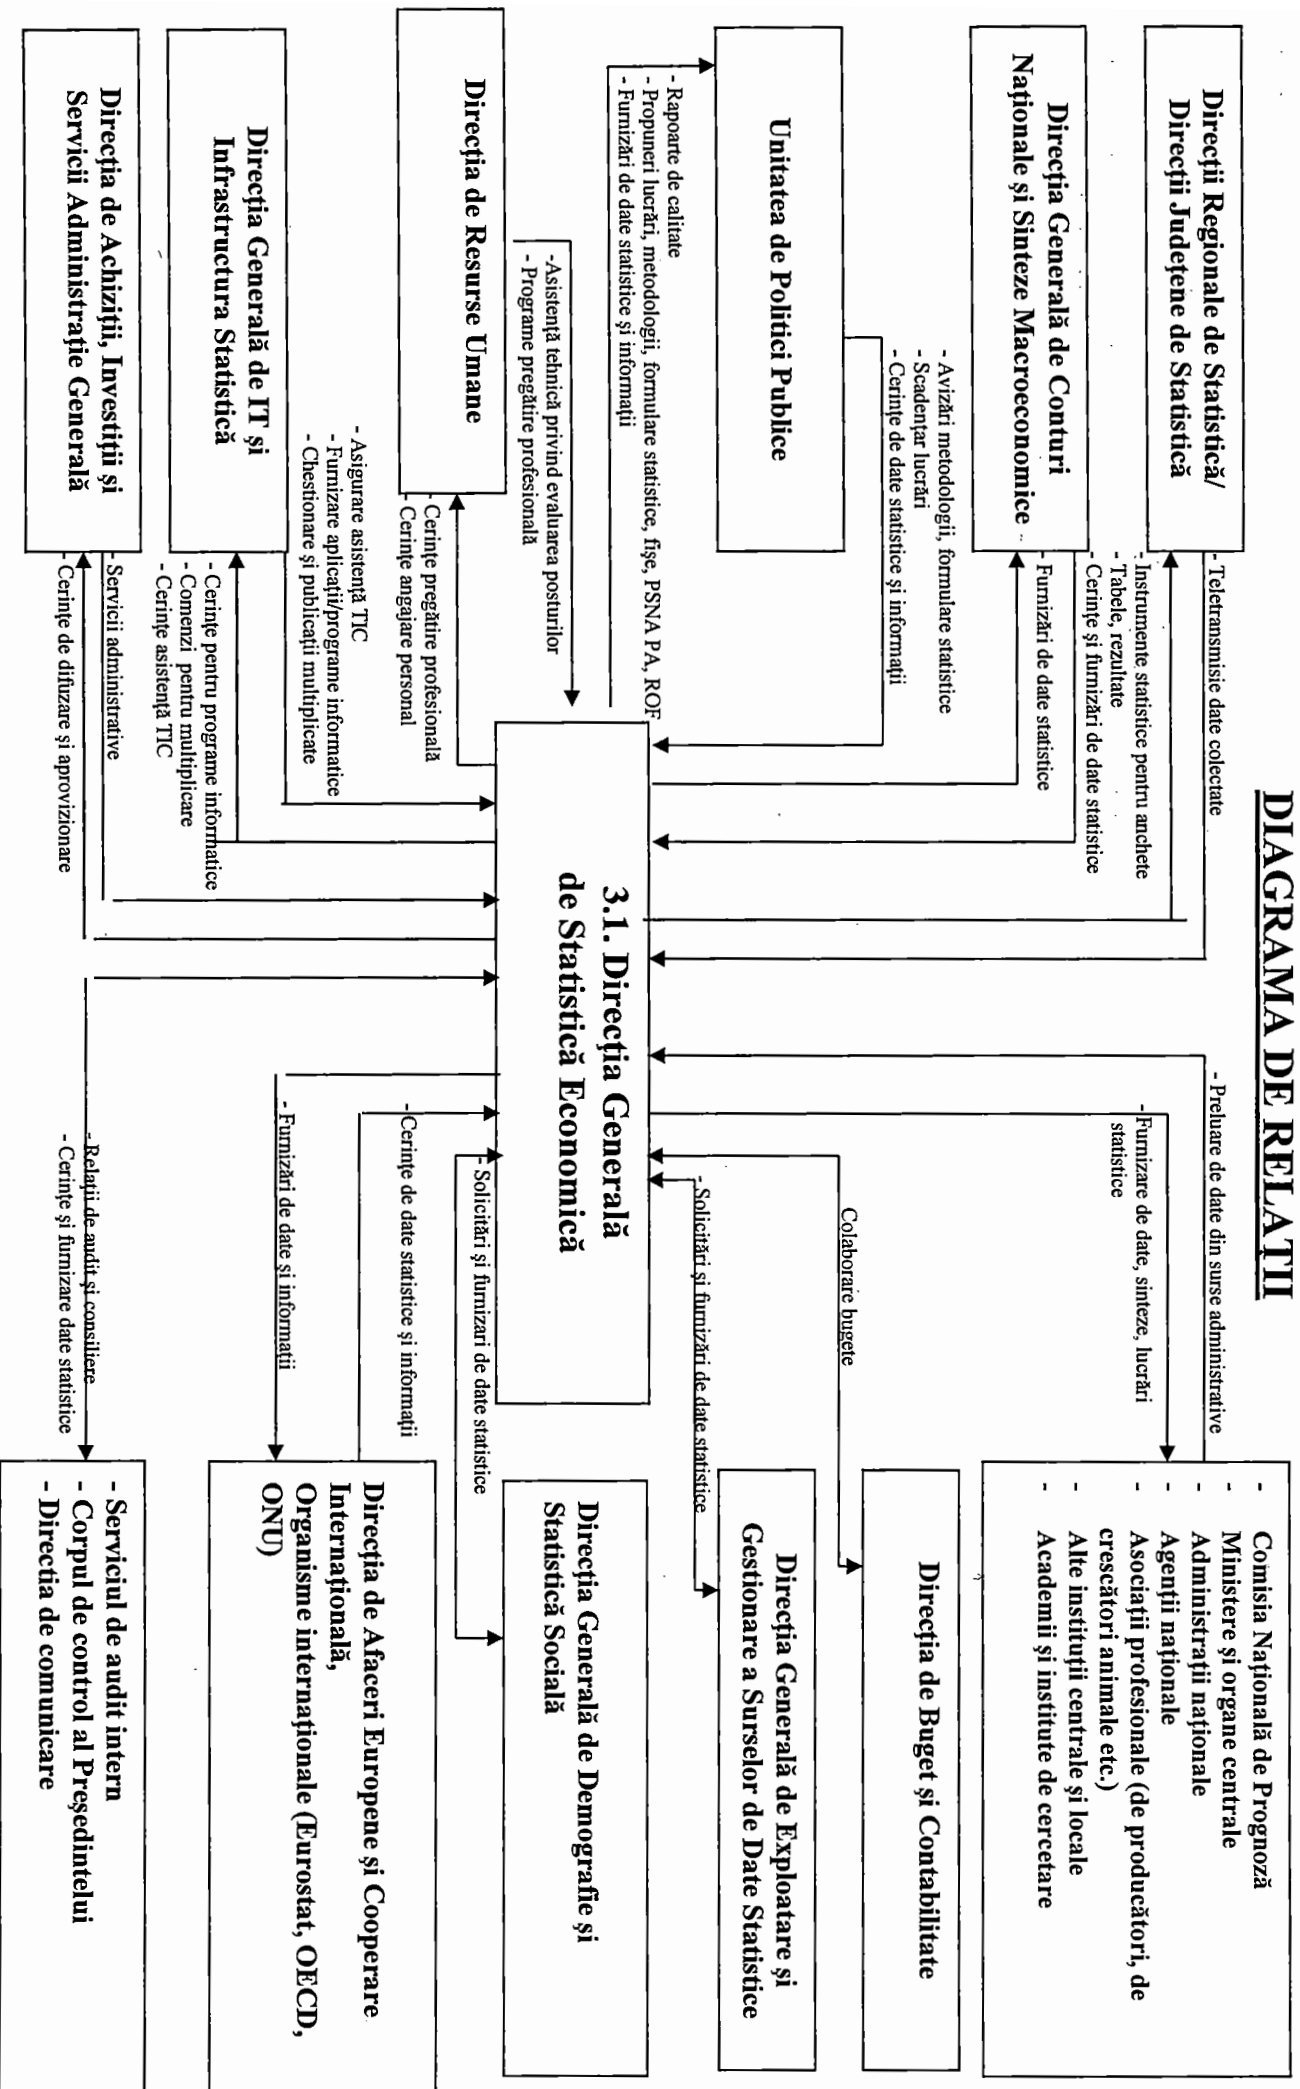 DIAGRAMA DE RELAȚII
Direcții Regionale de Statistică/
Direcții Județene de Statistică
- Teletransmisie date colectate
- Instrumente statistice pentru anchete
- Tabele, rezultate
Direcția Generală de Conturi
Naționale și Sinteze Macroeconomice
- Cerințe și furnizări de date statistice
- Furnizări de date statistice
- Avizări metodologii, formulare statistice
- Scadențar lucrări
- Cerințe de date statistice și informații
Unitatea de Politici Publice
- Rapoarte de calitate
- Propuneri lucrări, metodologii, formulare statistice, fișe, PSNA PA, ROF
- Furnizări de date statistice și informații
- Asistență tehnică privind evaluarea posturilor
- Programe pregătire profesională
Direcția de Resurse Umane
- Cerințe pregătire profesională
- Cerințe angajare personal
- Asigurare asistență TIC
- Furnizare aplicații/programe informatice
- Chestionare și publicații multiplicate
Direcția Generală de IT și
Infrastructura Statistică
- Cerințe pentru programe informatice
- Comenzi pentru multiplicare
- Cerințe asistență TIC
Direcția de Achiziții, Investiții și
Servicii Administrație Generală
- Servicii administrative
- Cerințe de difuzare și aprovizionare
3.1. Direcția Generală
de Statistică Economică
- Preluare de date din surse administrative
- Furnizare de date, sinteze, lucrări
statistice
- Comisia Națională de Prognoză
- Ministere și organe centrale
- Administrații naționale
- Agenții naționale
- Asociații profesionale (de producători, de
crescători animale etc.)
- Alte instituții centrale și locale
- Academii și institute de cercetare
Colaborare bugete
Direcția de Buget și Contabilitate
- Solicitări și furnizări de date statistice
Direcția Generală de Exploatare și
Gestionare a Surselor de Date Statistice
- Solicitări și furnizari de date statistice
Direcția Generală de Demografie și
Statistică Socială
- Cerințe de date statistice și informații
- Furnizări de date și informații
Direcția de Afaceri Europene și Cooperare
Internațională,
Organisme internaționale (Eurostat, OECD,
ONU)
- Relații de audit și consiliere
- Cerințe și furnizare date statistice
- Serviciul de audit intern
- Corpul de control al Președintelui
- Directia de comunicare